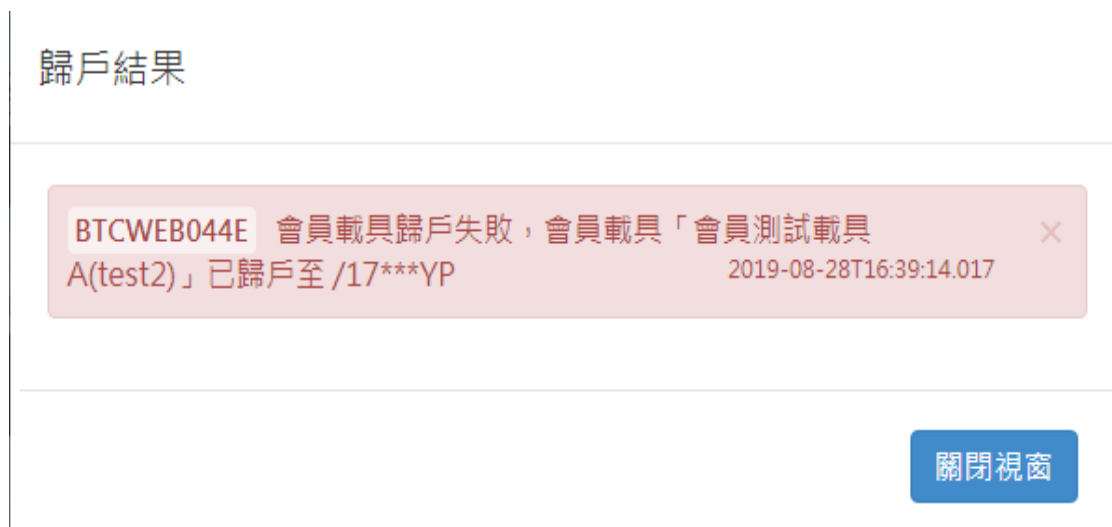 歸戶結果
BTCWEB044E 會員載具歸戶失敗，會員載具「會員測試載具
A(test2)」已歸戶至 /17***YP 2019-08-28T16:39:14.017 ×
關閉視窗